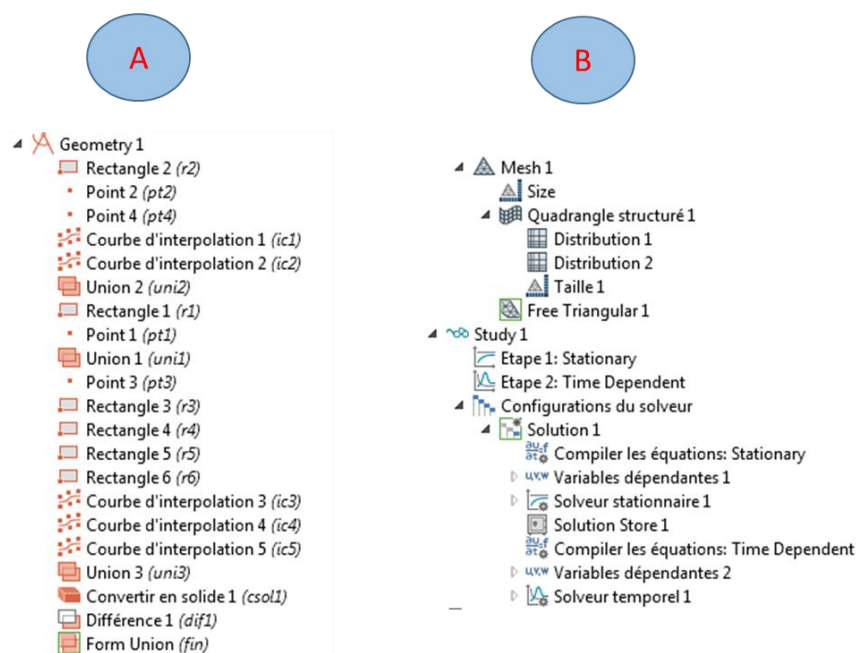 A
B
Geometry 1
Rectangle 2 (r2)
Point 2 (pt2)
Point 4 (pt4)
Courbe d'interpolation 1 (ic1)
Courbe d'interpolation 2 (ic2)
Union 2 (uni2)
Rectangle 1 (r1)
Point 1 (pt1)
Union 1 (uni1)
Point 3 (pt3)
Rectangle 3 (r3)
Rectangle 4 (r4)
Rectangle 5 (r5)
Rectangle 6 (r6)
Courbe d'interpolation 3 (ic3)
Courbe d'interpolation 4 (ic4)
Courbe d'interpolation 5 (ic5)
Union 3 (uni3)
Convertir en solide 1 (csol1)
Différence 1 (dif1)
Form Union (fin)
Mesh 1
Size
Quadrangle structuré 1
Distribution 1
Distribution 2
Taille 1
Free Triangular 1
Study 1
Etape 1: Stationary
Etape 2: Time Dependent
Configurations du solveur
Solution 1
Compiler les équations: Stationary
u,v,w Variables dépendantes 1
Solveur stationnaire 1
Solution Store 1
Compiler les équations: Time Dependent
u,v,w Variables dépendantes 2
Solveur temporel 1